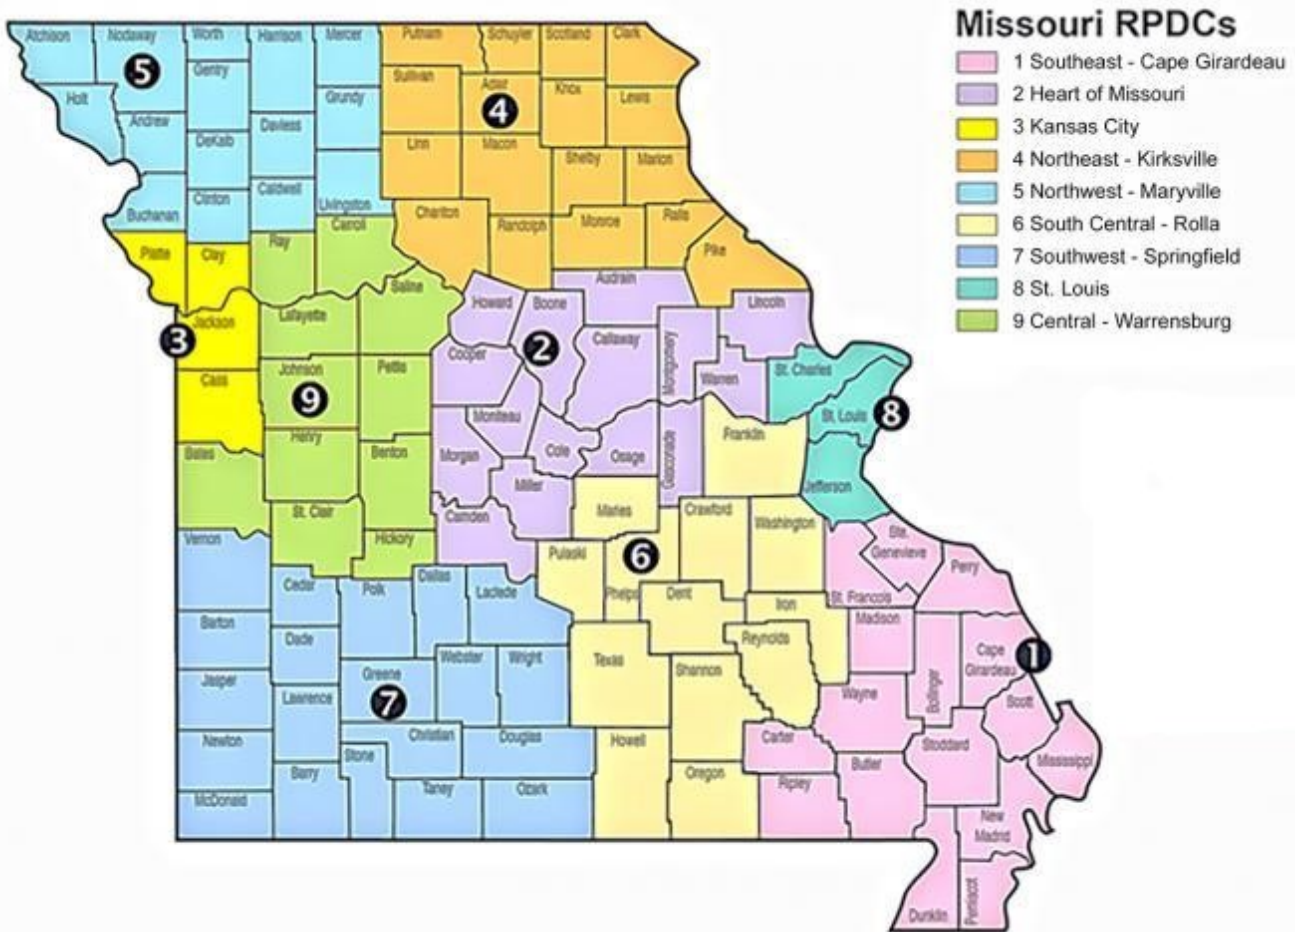 Missouri RPDCs
1 Southeast - Cape Girardeau
2 Heart of Missouri
3 Kansas City
4 Northeast - Kirksville
5 Northwest - Maryville
6 South Central - Rolla
7 Southwest - Springfield
8 St. Louis
9 Central - Warrensburg
Atchison
Nodaway
Worth
Harrison
Mercer
Putnam
Schuyler
Scotland
Clark
5
Gentry
Sullivan
Adair
Knox
Lewis
Holt
Grundy
4
Andrew
DeKalb
Daviess
Linn
Macon
Shelby
Marion
Buchanan
Clinton
Caldwell
Livingston
Chariton
Randolph
Monroe
Ralls
Platte
Clay
Ray
Carroll
Pike
Saline
Audrain
Howard
Boone
Lincoln
3
Jackson
Lafayette
Cooper
2
Callaway
Montgomery
Warren
St. Charles
Cass
Johnson
Pettis
9
Moniteau
St. Louis
8
Bates
Henry
Benton
Morgan
Cole
Osage
Gasconade
Franklin
Miller
Jefferson
St. Clair
Camden
Maries
Crawford
Washington
Vernon
Hickory
Pulaski
6
Ste.
Genevieve
Perry
Cedar
Polk
Dallas
Laclede
Phelps
Dent
Iron
St. Francois
Barton
Dade
Madison
Reynolds
Jasper
Greene
Webster
Wright
Texas
Shannon
Cape
Girardeau
1
Lawrence
7
Wayne
Bollinger
Scott
Newton
Christian
Douglas
Howell
Carter
Stoddard
Stone
Mississippi
McDonald
Barry
Taney
Ozark
Oregon
Ripley
Butler
New
Madrid
Dunklin
Pemiscot